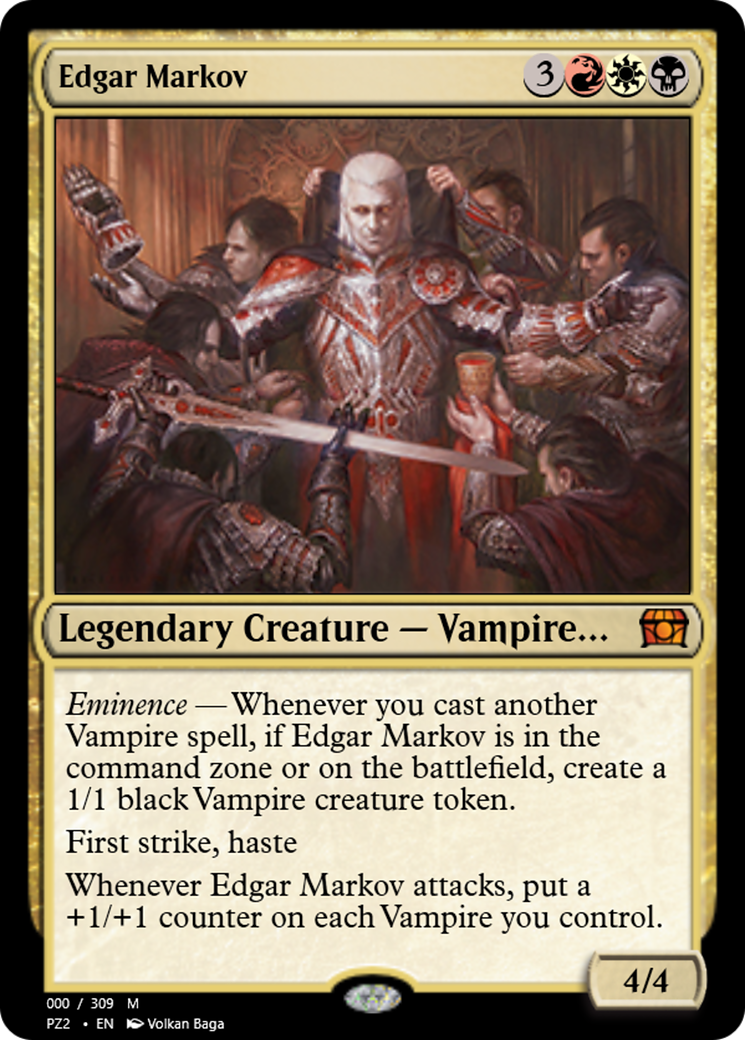 Edgar Markov 3
Legendary Creature — Vampire...
Eminence — Whenever you cast another
Vampire spell, if Edgar Markov is in the
command zone or on the battlefield, create a
1/1 black Vampire creature token.
First strike, haste
Whenever Edgar Markov attacks, put a
+1/+1 counter on each Vampire you control.
4/4
000 / 309 M
PZ2 • EN Volkan Baga